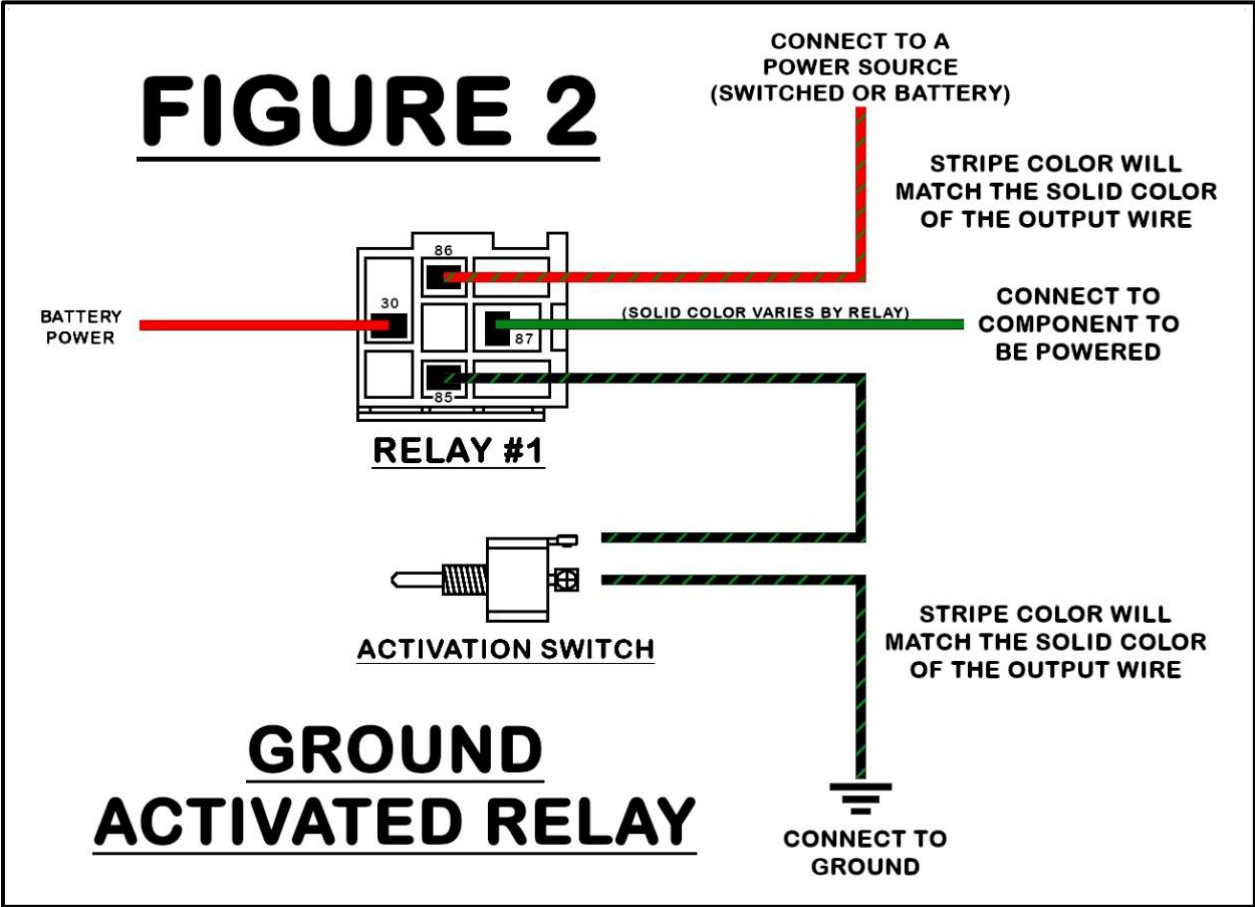 FIGURE 2
CONNECT TO A
POWER SOURCE
(SWITCHED OR BATTERY)
STRIPE COLOR WILL
MATCH THE SOLID COLOR
OF THE OUTPUT WIRE
86
30
BATTERY
POWER
(SOLID COLOR VARIES BY RELAY)
87
CONNECT TO
COMPONENT TO
BE POWERED
85
RELAY #1
ACTIVATION SWITCH
STRIPE COLOR WILL
MATCH THE SOLID COLOR
OF THE OUTPUT WIRE
GROUND
ACTIVATED RELAY
CONNECT TO
GROUND